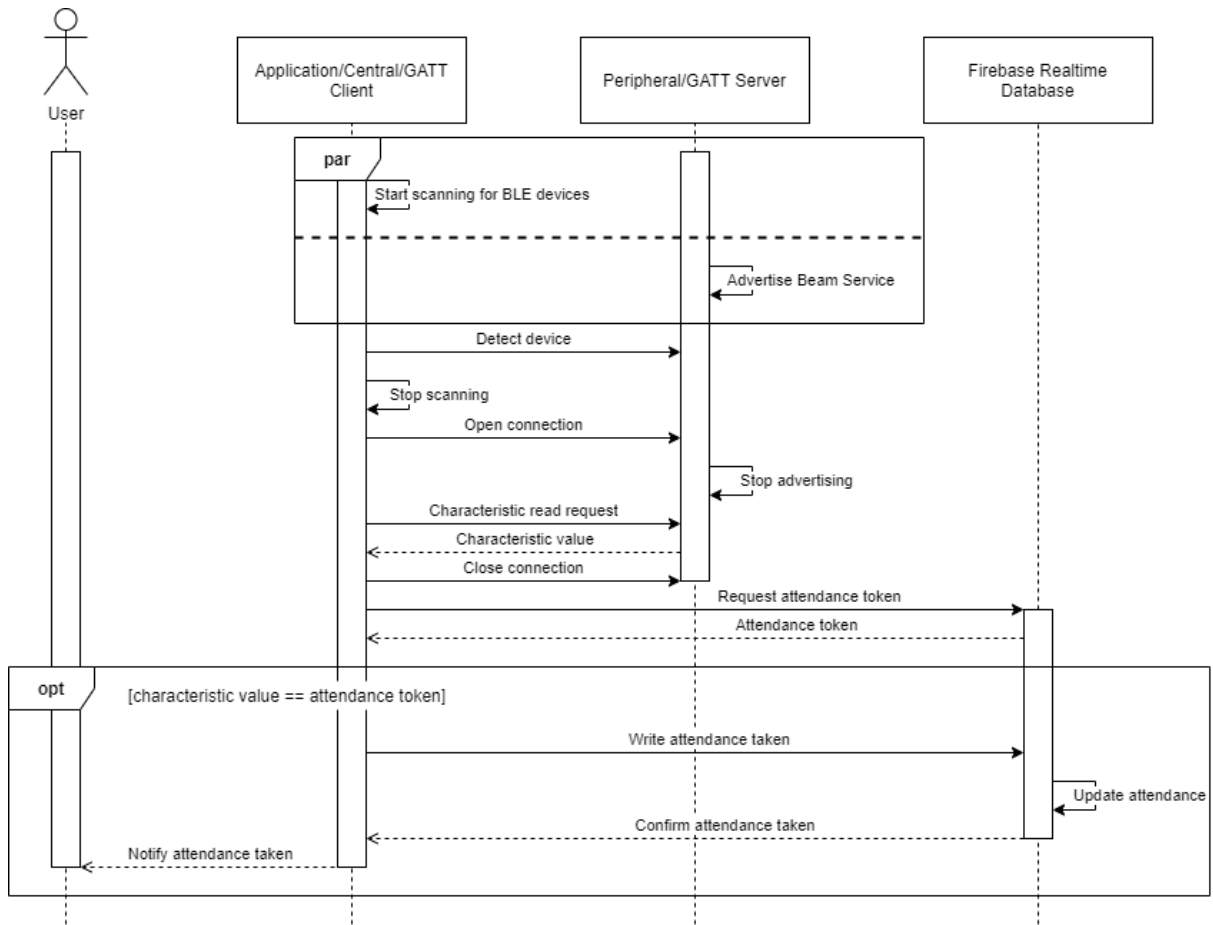 User
Application/Central/GATT
Client
Peripheral/GATT Server
Firebase Realtime
Database
par
Start scanning for BLE devices
Advertise Beam Service
Detect device
Stop scanning
Open connection
Stop advertising
Characteristic read request
Characteristic value
Close connection
Request attendance token
Attendance token
opt
[characteristic value == attendance token]
Write attendance taken
Update attendance
Confirm attendance taken
Notify attendance taken